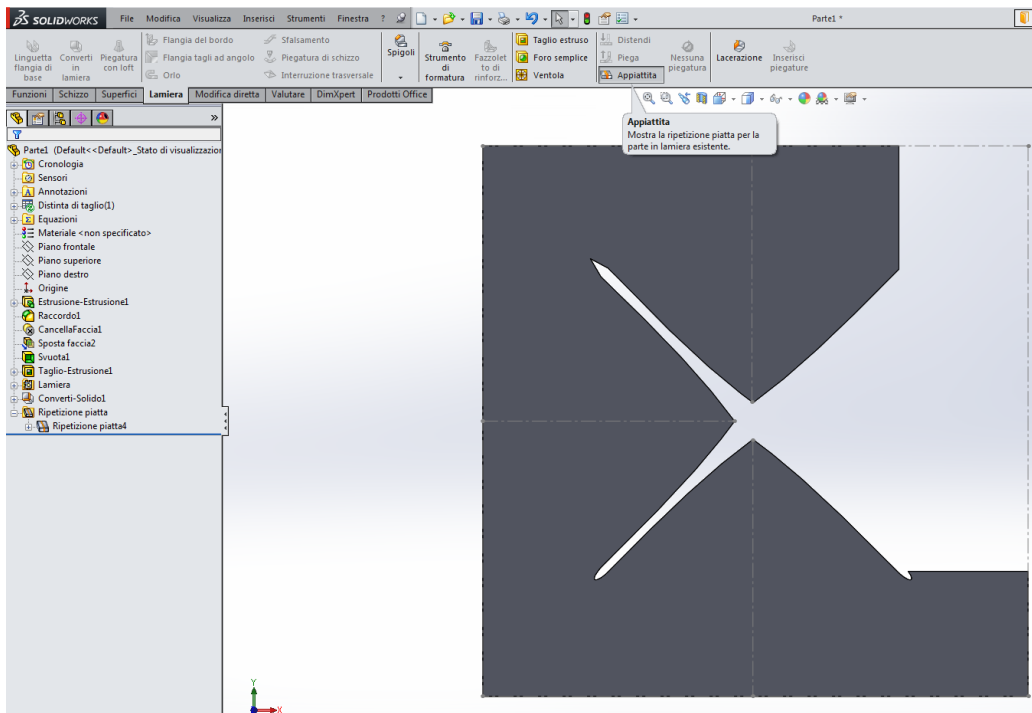 SOLIDWORKS File Modifica Visualizza Inserisci Strumenti Finestra ? Parte1 *
Linguetta flangia di base
Converti in lamiera
Piegatura con loft
Flangia del bordo
Flangia tagli ad angolo
Orlo
Sfalsamento
Piegatura di schizzo
Interruzione trasversale
Spigoli
Strumento di formatura
Fazzolet to di rinforz...
Taglio estruso
Foro semplice
Ventola
Distendi
Piega
Appiattita
Nessuna piegatura
Lacerazione
Inserisci piegature
Funzioni Schizzo Superfici Lamiera Modifica diretta Valutare DimXpert Prodotti Office
»
Appiattita
Mostra la ripetizione piatta per la
parte in lamiera esistente.
Parte1 (Default<<Default>_Stato di visualizzazion
Cronologia
Sensori
Annotazioni
Distinta di taglio(1)
Equazioni
Materiale <non specificato>
Piano frontale
Piano superiore
Piano destro
Origine
Estrusione-Estrusione1
Raccordo1
CancellaFaccia1
Sposta faccia2
Svuota1
Taglio-Estrusione1
Lamiera
Converti-Solido1
Ripetizione piatta
Ripetizione piatta4
Y
X